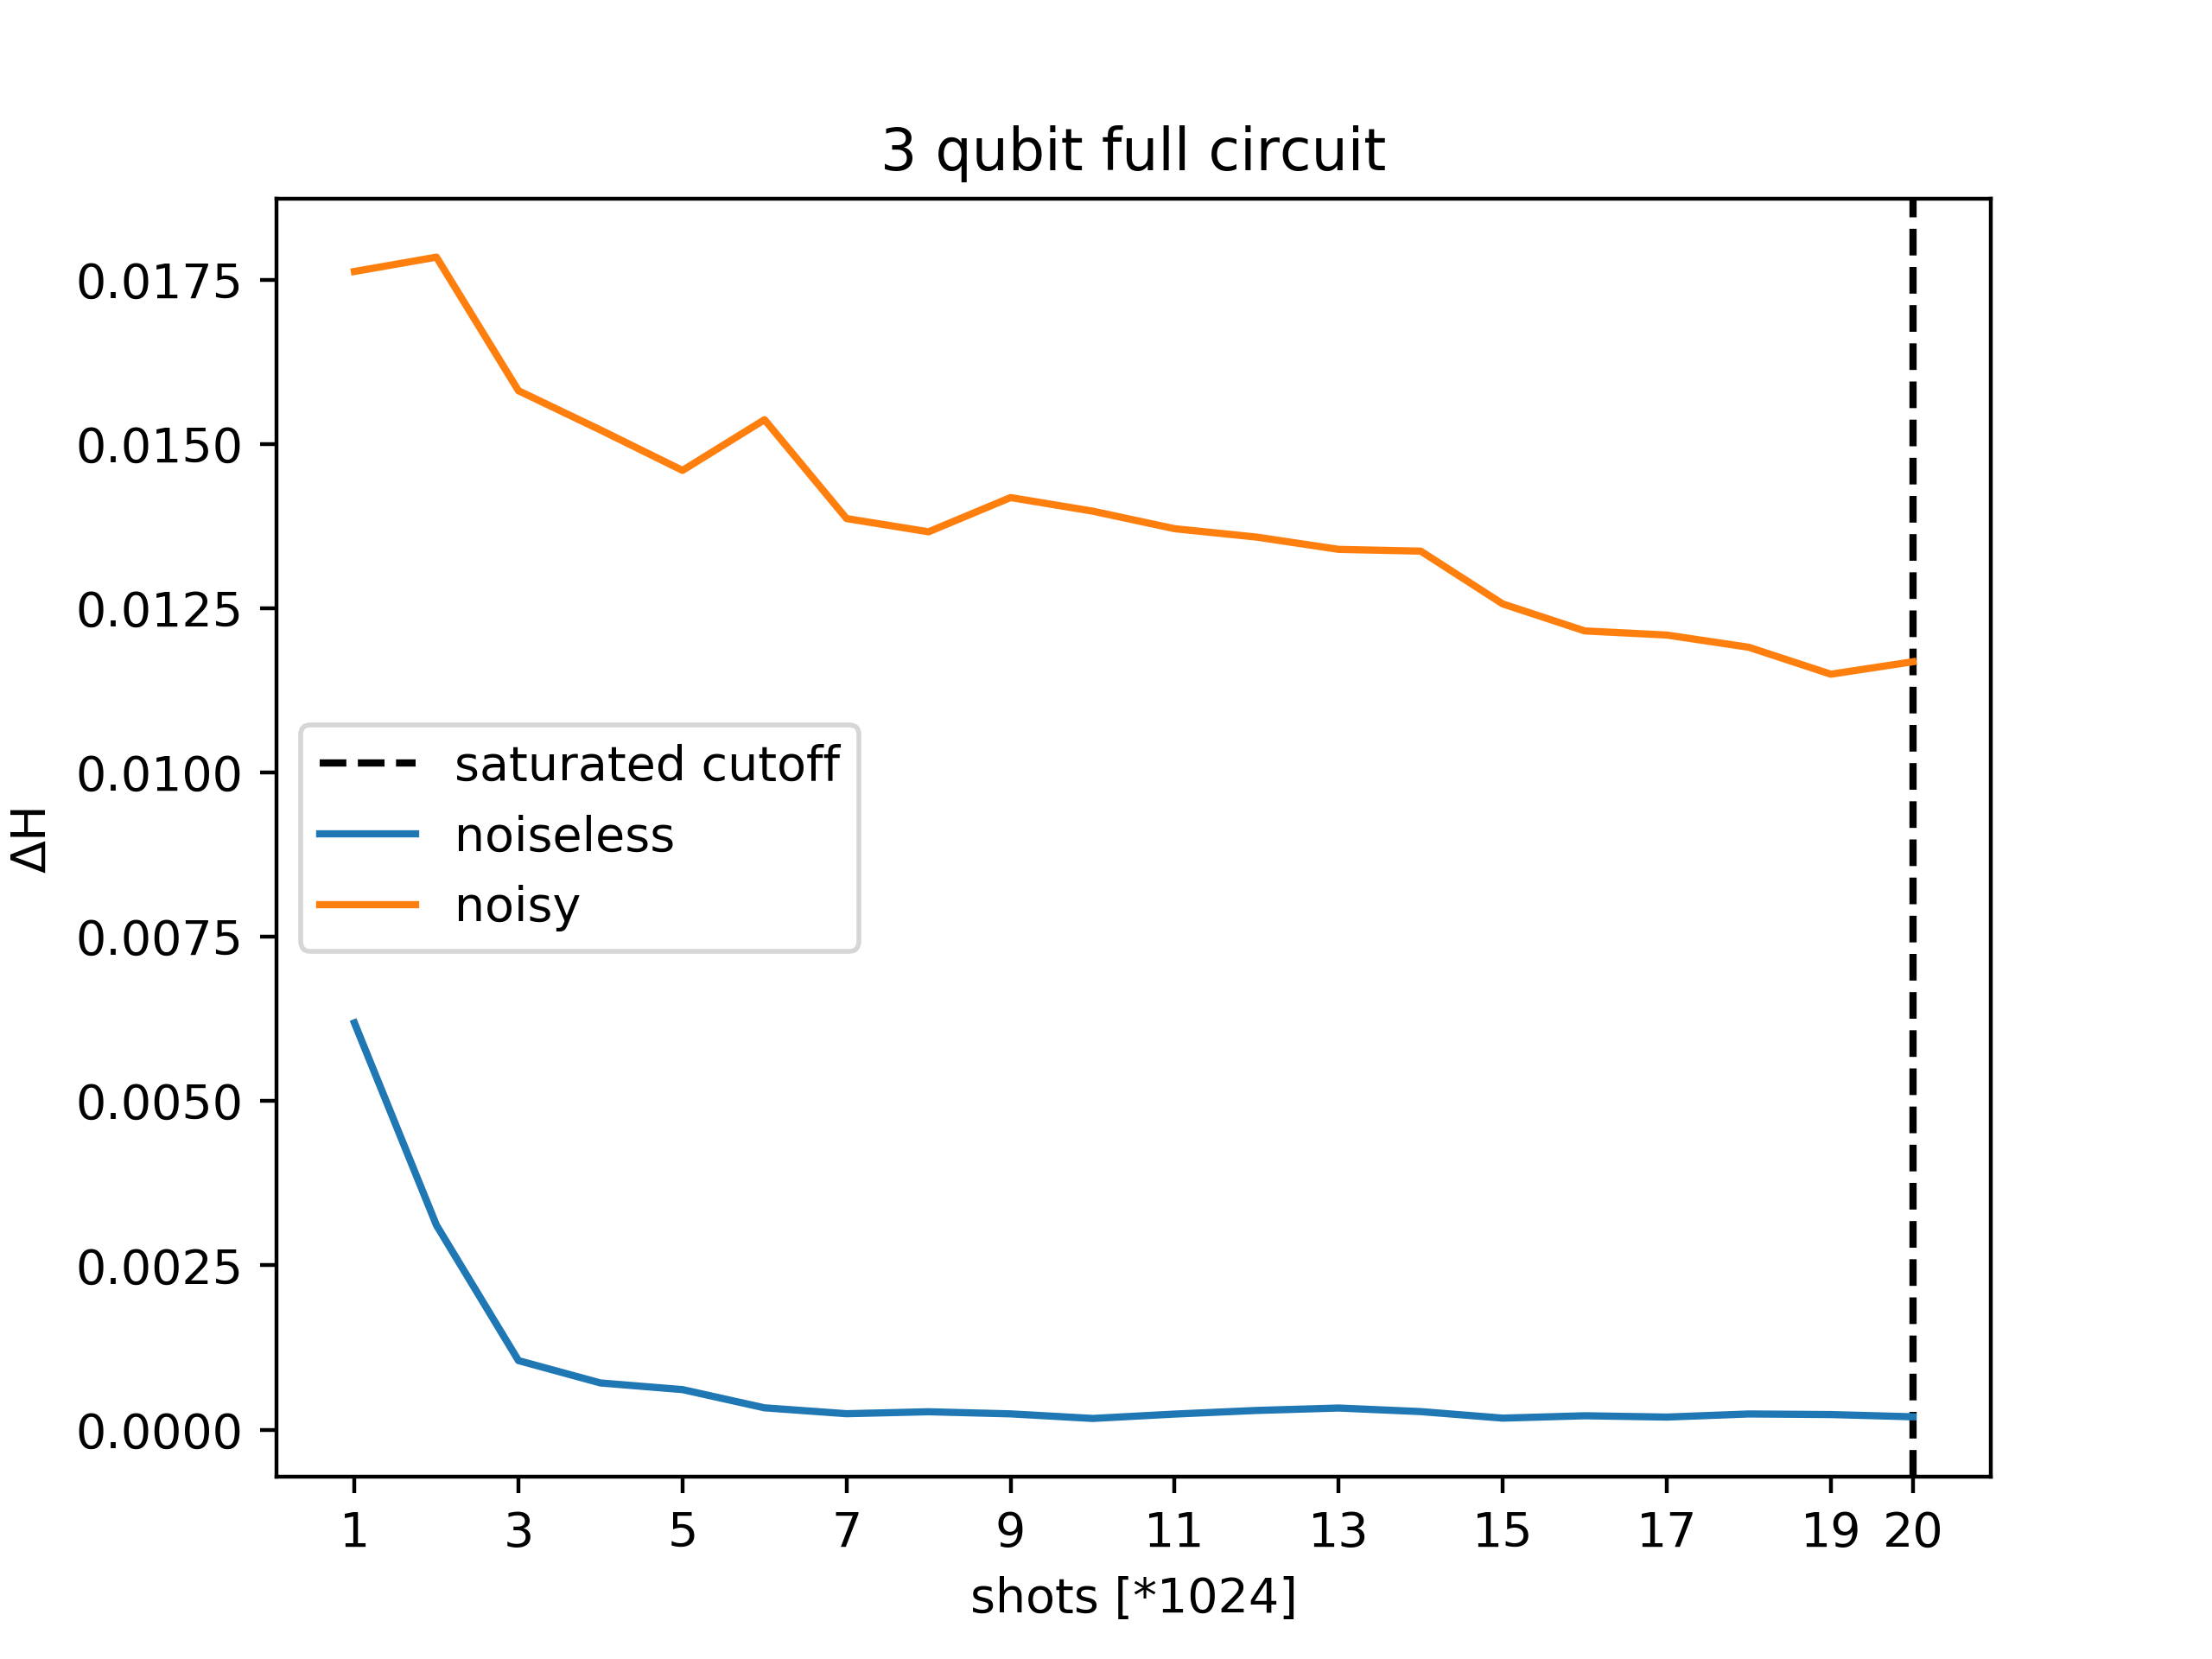 3 qubit full circuit
0.0175
0.0150
0.0125
0.0100
0.0075
0.0050
0.0025
0.0000
ΔH
saturated cutoff
noiseless
noisy
1 3 5 7 9 11 13 15 17 19 20
shots [*1024]